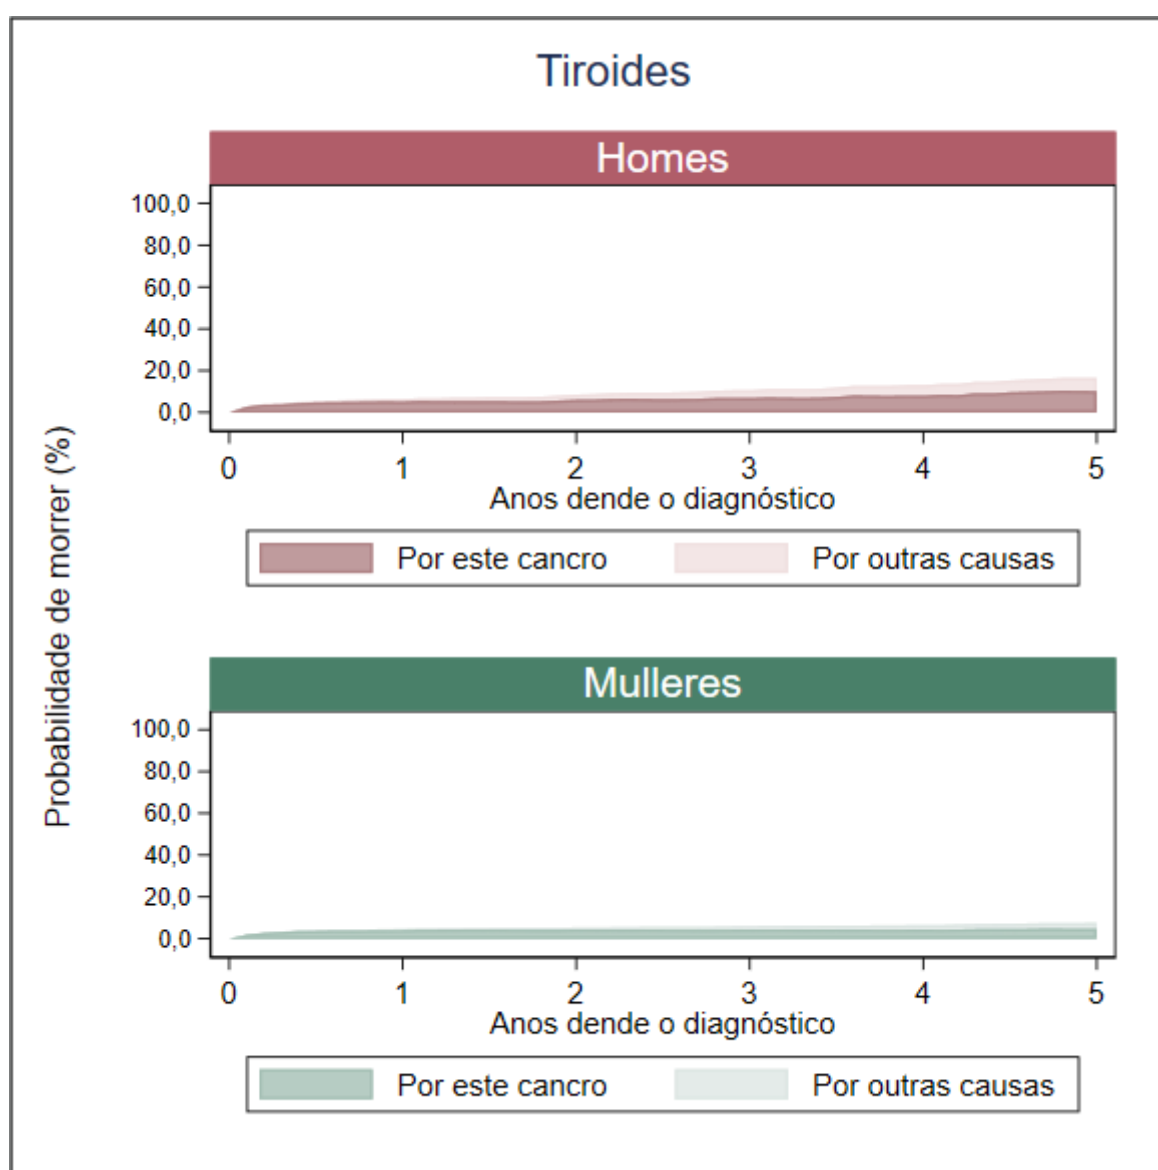 Tiroides
Probabilidade de morrer (%)
Homes
100,0
80,0
60,0
40,0
20,0
0,0
0 1 2 3 4 5
Anos dende o diagnóstico
Por este cancro Por outras causas
Mulleres
100,0
80,0
60,0
40,0
20,0
0,0
0 1 2 3 4 5
Anos dende o diagnóstico
Por este cancro Por outras causas